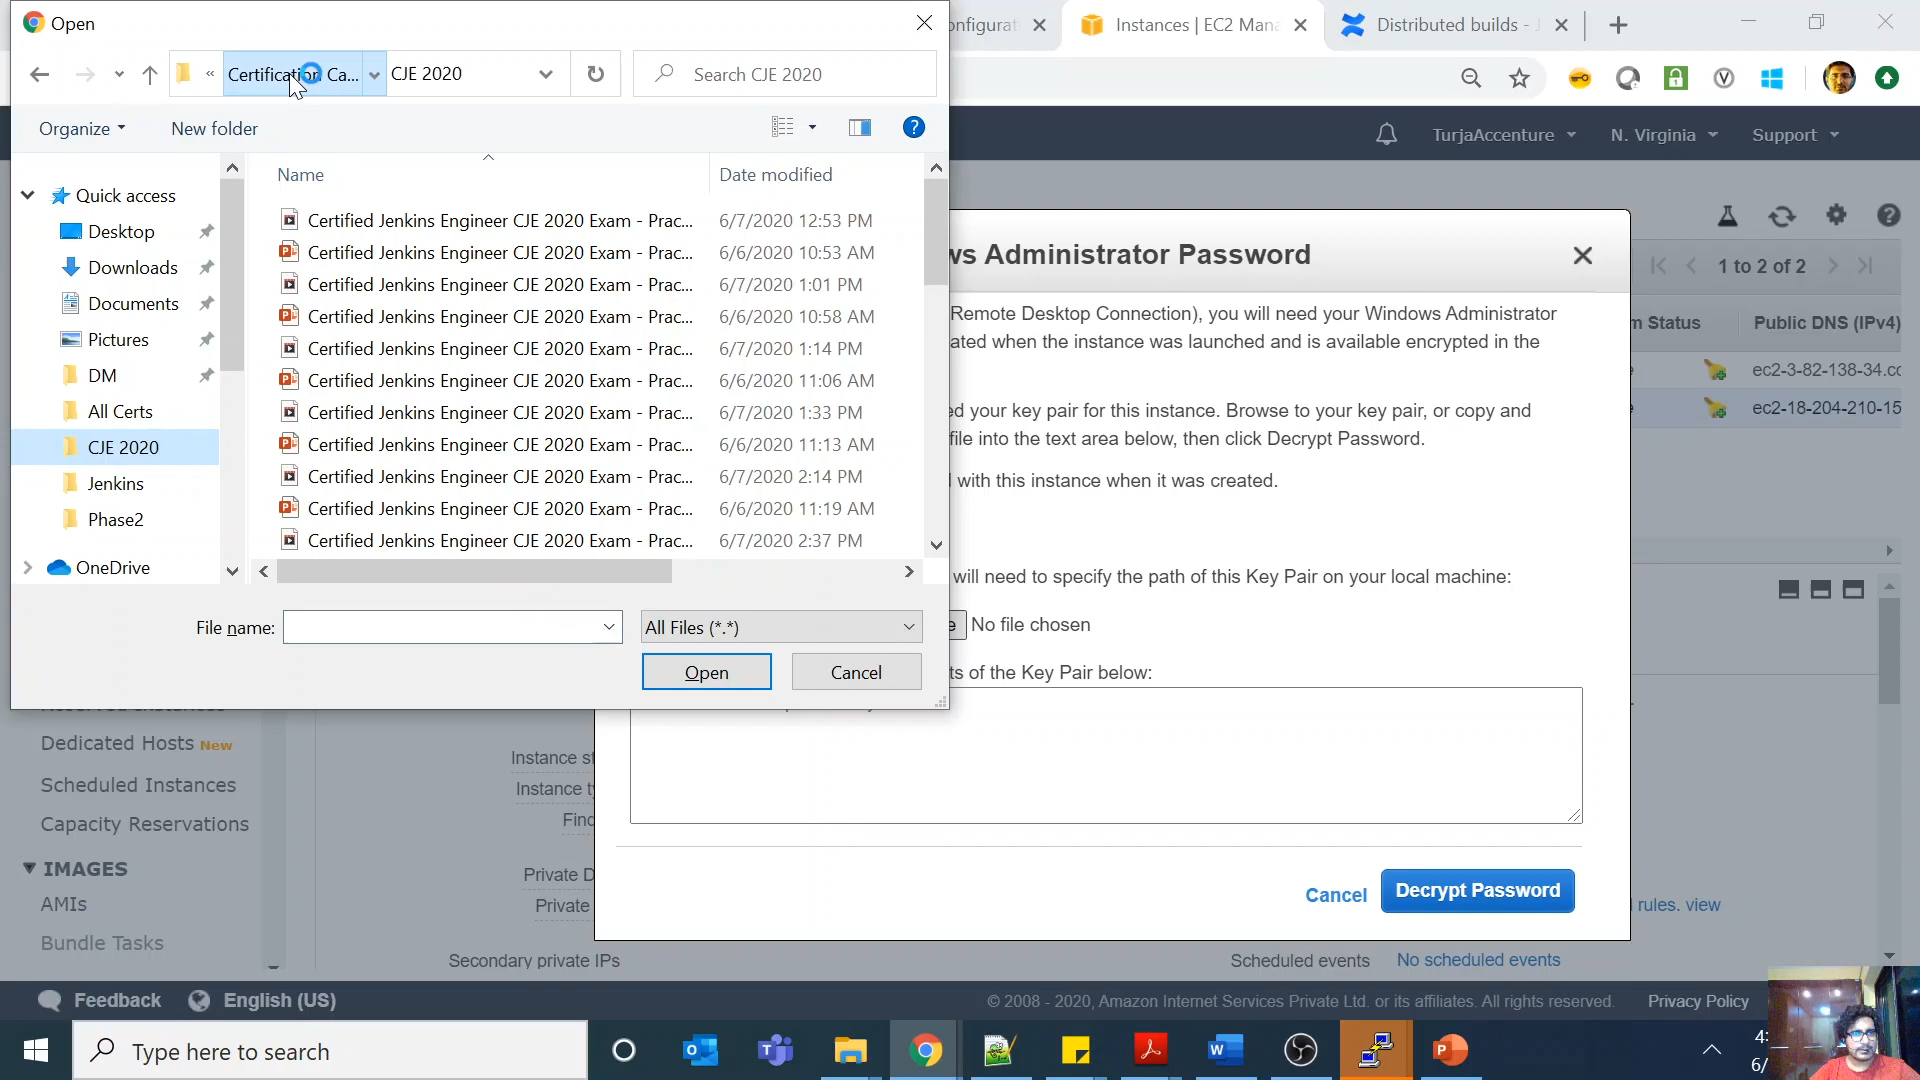 Open
onfigurat
Instances | EC2 Mana
Distributed builds -
« Certification Ca... CJE 2020
Search CJE 2020
Organize
New folder
TurjaAccenture
N. Virginia
Support
Name
Date modified
Quick access
Desktop
Downloads
Documents
Pictures
DM
All Certs
CJE 2020
Jenkins
Phase2
OneDrive
Certified Jenkins Engineer CJE 2020 Exam - Prac... 6/7/2020 12:53 PM
Certified Jenkins Engineer CJE 2020 Exam - Prac... 6/6/2020 10:53 AM
Certified Jenkins Engineer CJE 2020 Exam - Prac... 6/7/2020 1:01 PM
Certified Jenkins Engineer CJE 2020 Exam - Prac... 6/6/2020 10:58 AM
Certified Jenkins Engineer CJE 2020 Exam - Prac... 6/7/2020 1:14 PM
Certified Jenkins Engineer CJE 2020 Exam - Prac... 6/6/2020 11:06 AM
Certified Jenkins Engineer CJE 2020 Exam - Prac... 6/7/2020 1:33 PM
Certified Jenkins Engineer CJE 2020 Exam - Prac... 6/6/2020 11:13 AM
Certified Jenkins Engineer CJE 2020 Exam - Prac... 6/7/2020 2:14 PM
Certified Jenkins Engineer CJE 2020 Exam - Prac... 6/6/2020 11:19 AM
Certified Jenkins Engineer CJE 2020 Exam - Prac... 6/7/2020 2:37 PM
File name:
All Files (*.*)
Open
Cancel
ws Administrator Password
Remote Desktop Connection), you will need your Windows Administrator
ated when the instance was launched and is available encrypted in the
ed your key pair for this instance. Browse to your key pair, or copy and
file into the text area below, then click Decrypt Password.
with this instance when it was created.
will need to specify the path of this Key Pair on your local machine:
e No file chosen
ts of the Key Pair below:
Cancel
Decrypt Password
1 to 2 of 2
m Status
Public DNS (IPv4)
ec2-3-82-138-34.co
ec2-18-204-210-15
Dedicated Hosts New
Scheduled Instances
Capacity Reservations
IMAGES
AMIs
Bundle Tasks
Instance st
Instance ty
Find
Private D
Private
rules. view
Secondary private IPs
Scheduled events
No scheduled events
Feedback
English (US)
© 2008 - 2020, Amazon Internet Services Private Ltd. or its affiliates. All rights reserved.
Privacy Policy
Type here to search
4:
6/